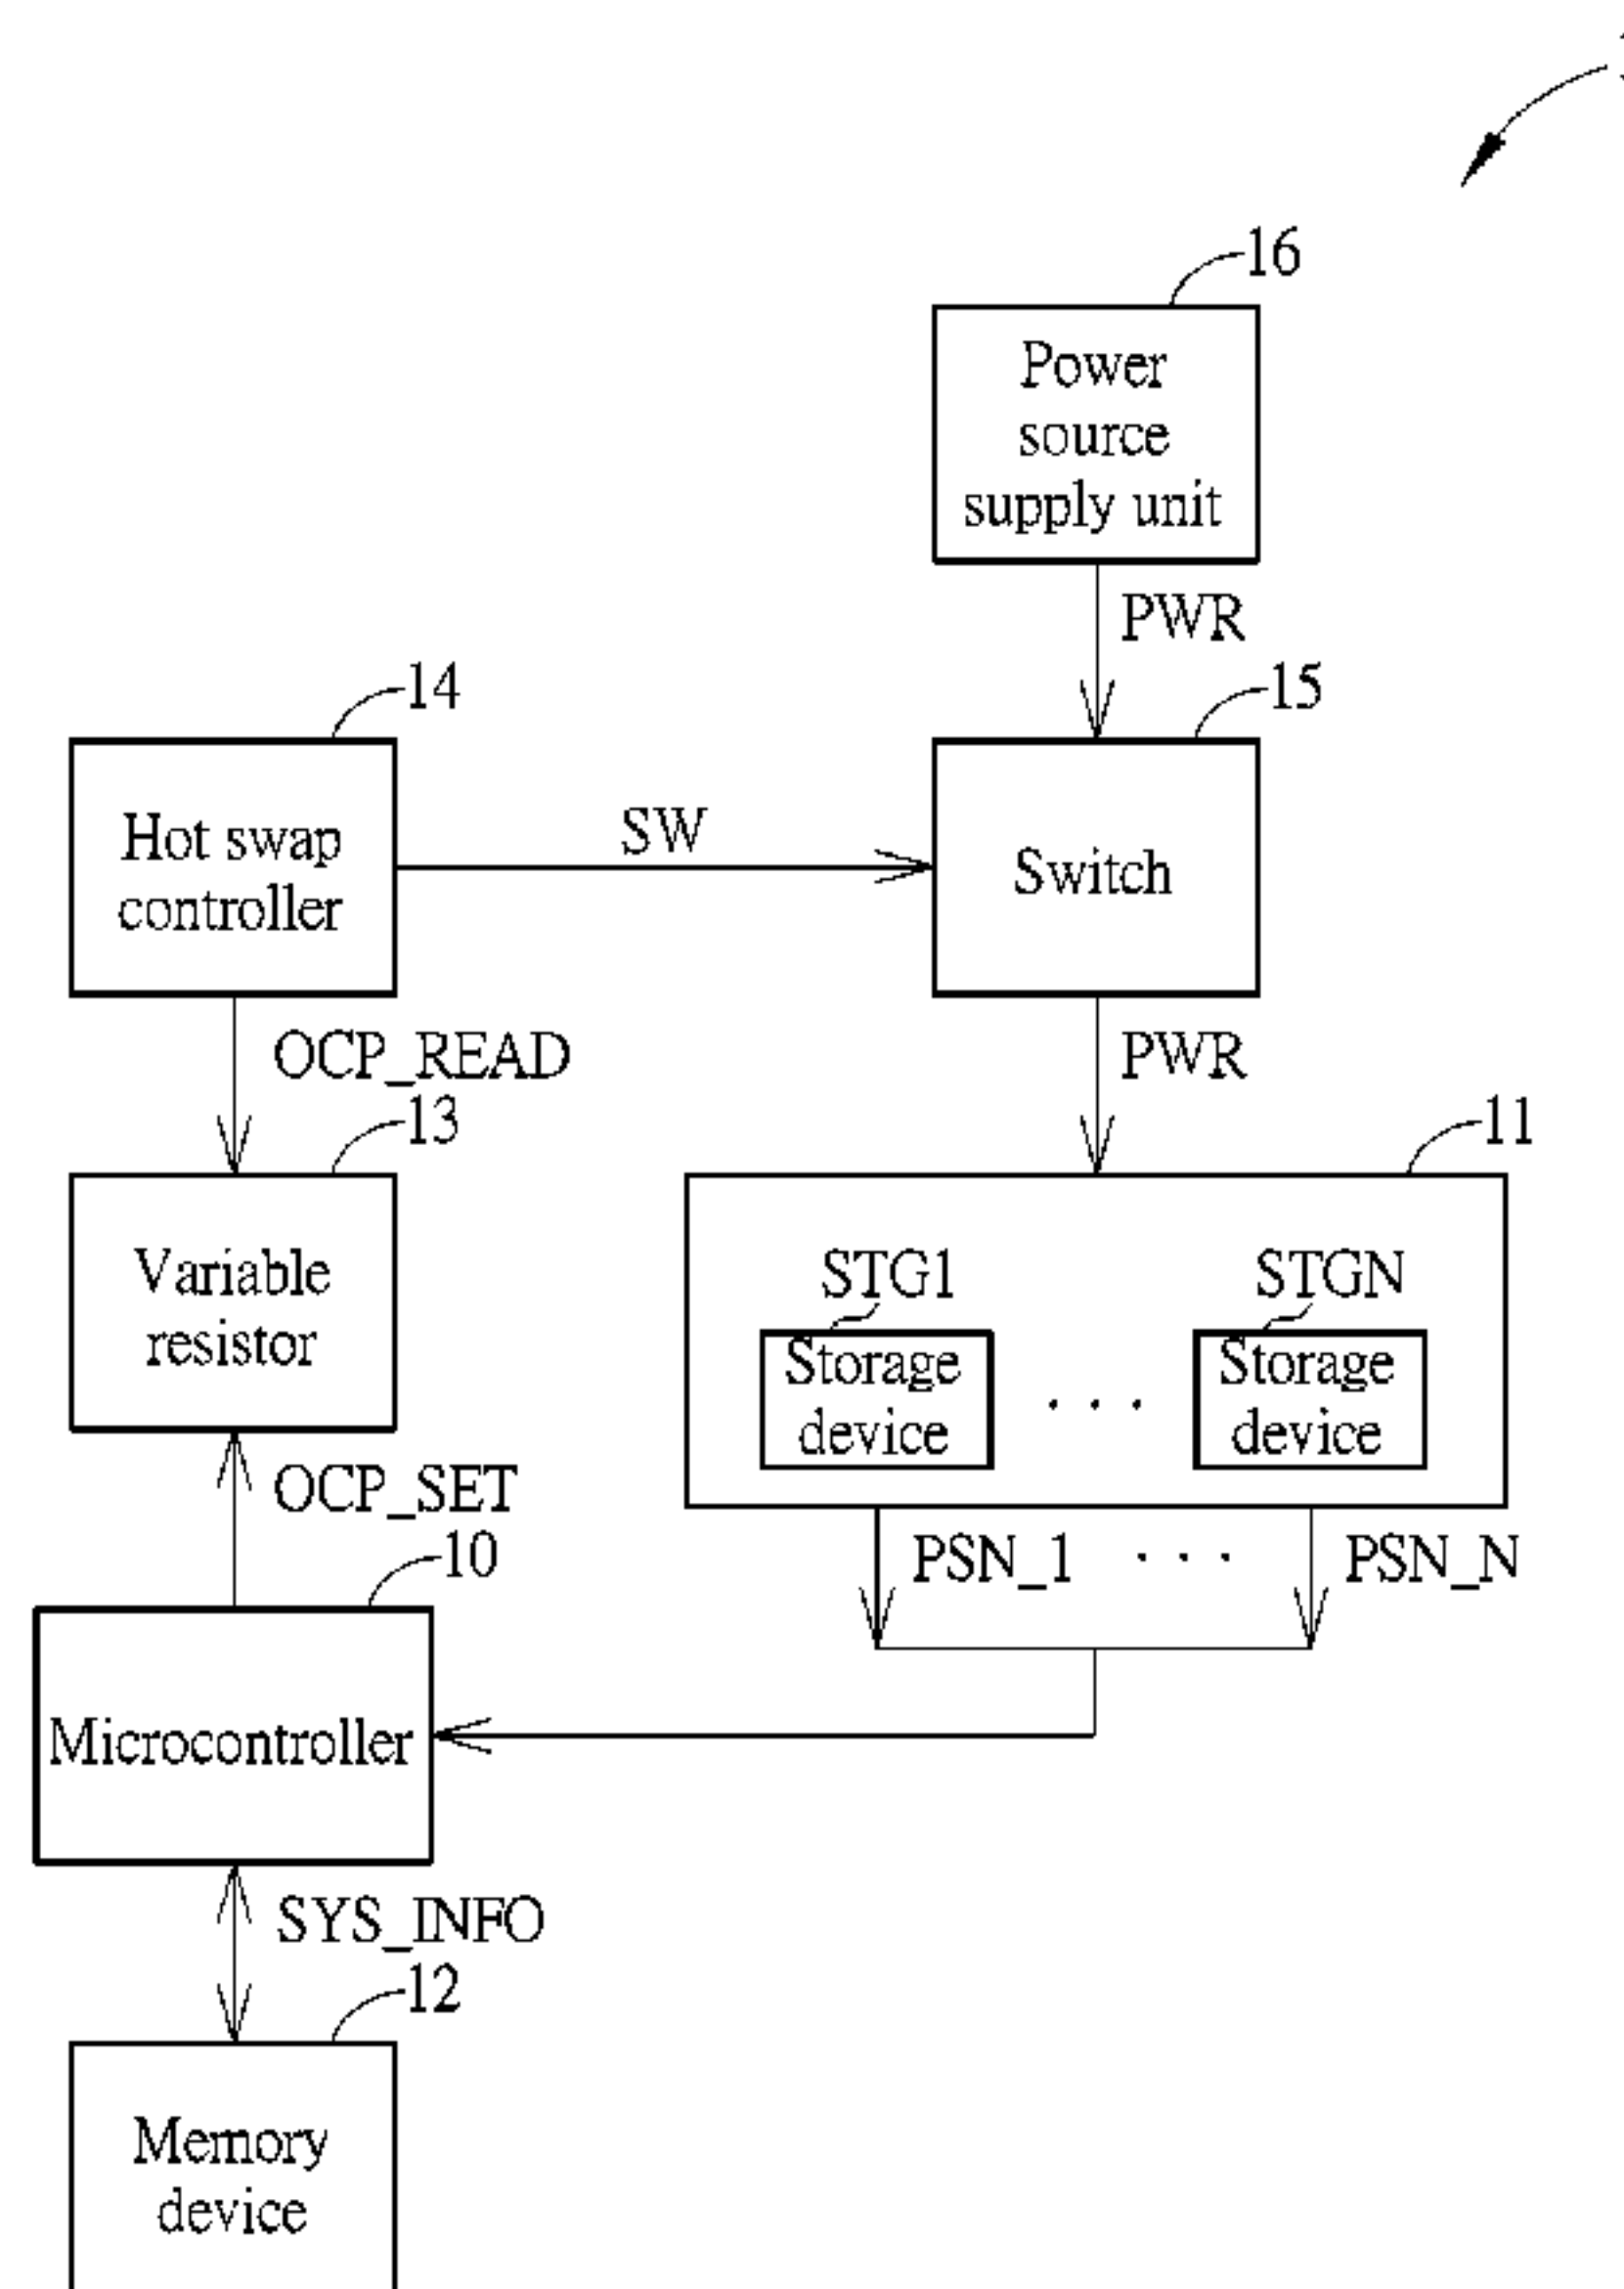 16
Power
source
supply unit
PWR
14
15
Hot swap
controller
SW
Switch
OCP_READ
PWR
13
11
Variable
resistor
STG1
STGN
Storage
device
. . .
Storage
device
OCP_SET
10
PSN_1
. . .
PSN_N
Microcontroller
SYS_INFO
12
Memory
device